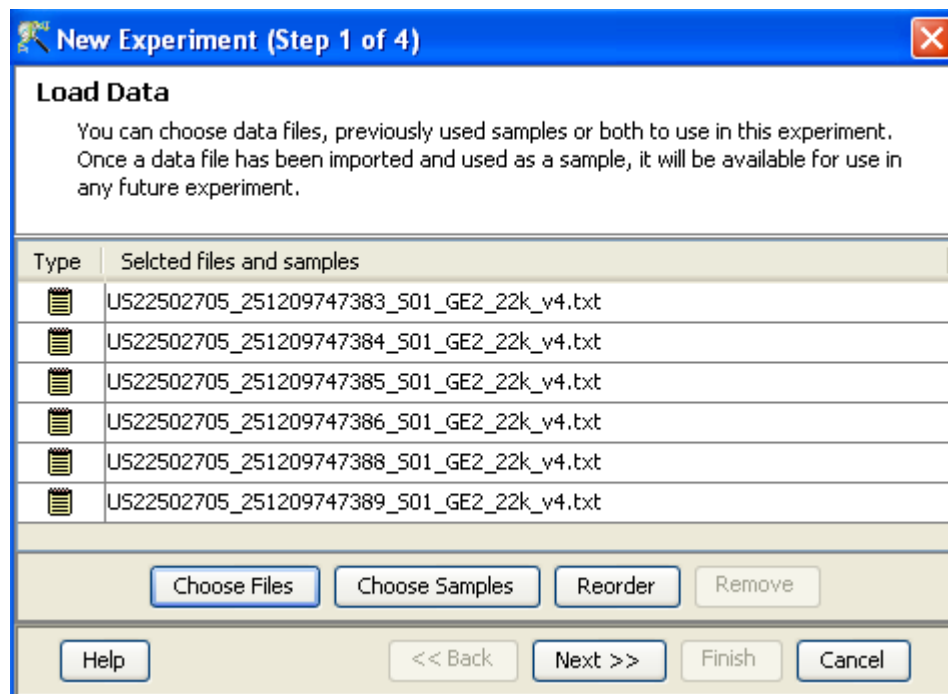 New Experiment (Step 1 of 4)
Load Data
You can choose data files, previously used samples or both to use in this experiment.
Once a data file has been imported and used as a sample, it will be available for use in
any future experiment.
Type Selcted files and samples
US22502705_251209747383_S01_GE2_22k_v4.txt
US22502705_251209747384_S01_GE2_22k_v4.txt
US22502705_251209747385_S01_GE2_22k_v4.txt
US22502705_251209747386_S01_GE2_22k_v4.txt
US22502705_251209747388_S01_GE2_22k_v4.txt
US22502705_251209747389_S01_GE2_22k_v4.txt
Choose Files Choose Samples Reorder Remove
Help << Back Next >> Finish Cancel